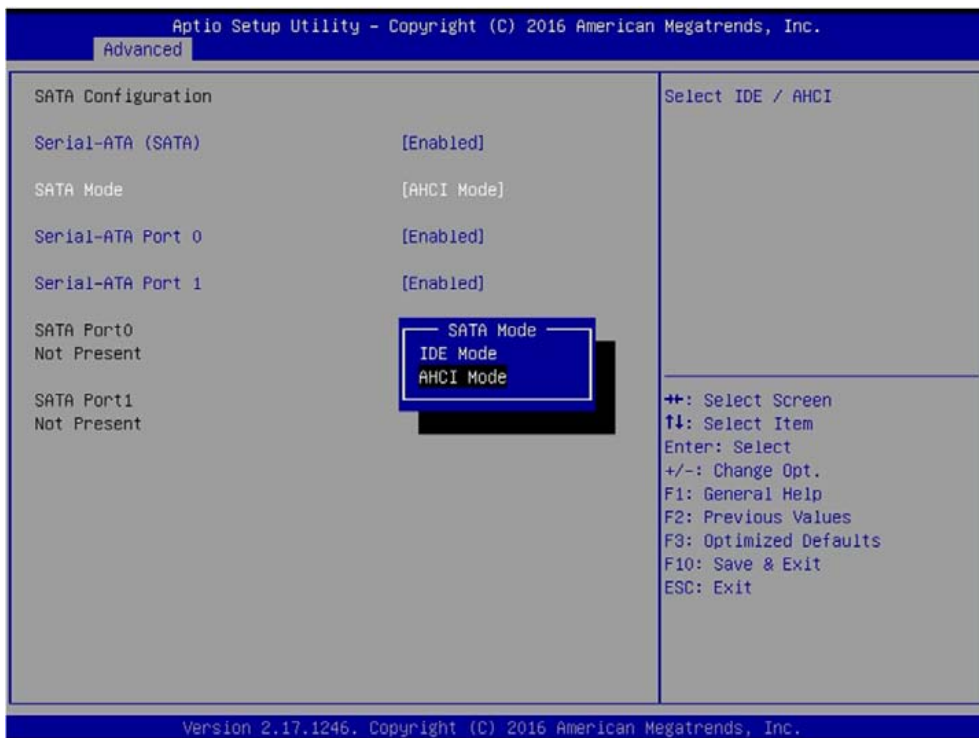 Aptio Setup Utility – Copyright (C) 2016 American Megatrends, Inc.
Advanced
SATA Configuration
Serial-ATA (SATA) [Enabled]
SATA Mode [AHCI Mode]
Serial-ATA Port 0 [Enabled]
Serial-ATA Port 1 [Enabled]
SATA Port0
Not Present
SATA Port1
Not Present
SATA Mode
IDE Mode
AHCI Mode
Select IDE / AHCI
→←: Select Screen
↑↓: Select Item
Enter: Select
+/-: Change Opt.
F1: General Help
F2: Previous Values
F3: Optimized Defaults
F10: Save & Exit
ESC: Exit
Version 2.17.1246. Copyright (C) 2016 American Megatrends, Inc.